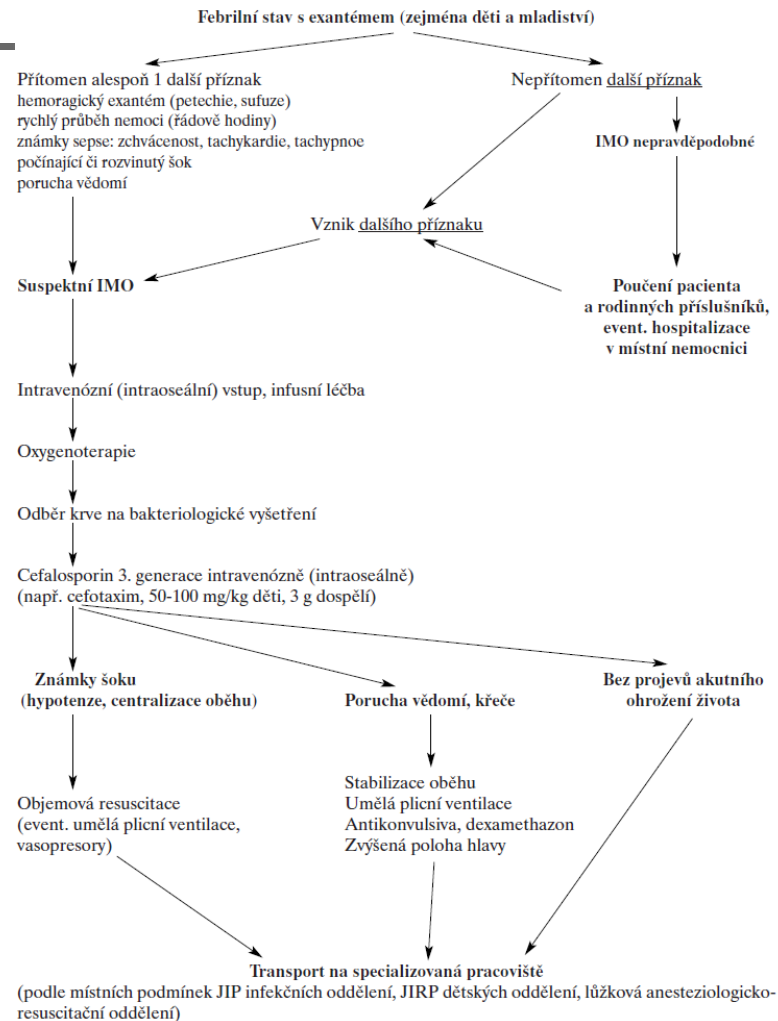 Febrilní stav s exantémem (zejména děti a mladiství)
Přítomen alespoň 1 další příznak
hemoragický exantém (petechie, sufuze)
rychlý průběh nemoci (řádově hodiny)
známky sepse: zchvácenost, tachykardie, tachypnoe
počínající či rozvinutý šok
porucha vědomí
Nepřítomen další příznak
IMO nepravděpodobné
Vznik dalšího příznaku
Suspektní IMO
Poučení pacienta
a rodinných příslušníků,
event. hospitalizace
v místní nemocnici
Intravenózní (intraoseální) vstup, infusní léčba
Oxygenoterapie
Odběr krve na bakteriologické vyšetření
Cefalosporin 3. generace intravenózně (intraoseálně)
(např. cefotaxim, 50-100 mg/kg děti, 3 g dospělí)
Známky šoku
(hypotenze, centralizace oběhu)
Porucha vědomí, křeče
Bez projevů akutního
ohrožení života
Objemová resuscitace
(event. umělá plicní ventilace,
vasopresory)
Stabilizace oběhu
Umělá plicní ventilace
Antikonvulsiva, dexamethazon
Zvýšená poloha hlavy
Transport na specializovaná pracoviště
(podle místních podmínek JIP infekčních oddělení, JIRP dětských oddělení, lůžková anesteziologicko-
resuscitační oddělení)